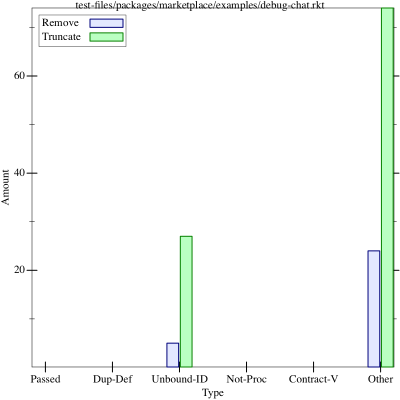 test-files/packages/marketplace/examples/debug-chat.rkt
Remove
Truncate
60
40
20
Amount
Passed Dup-Def Unbound-ID Not-Proc Contract-V Other
Type